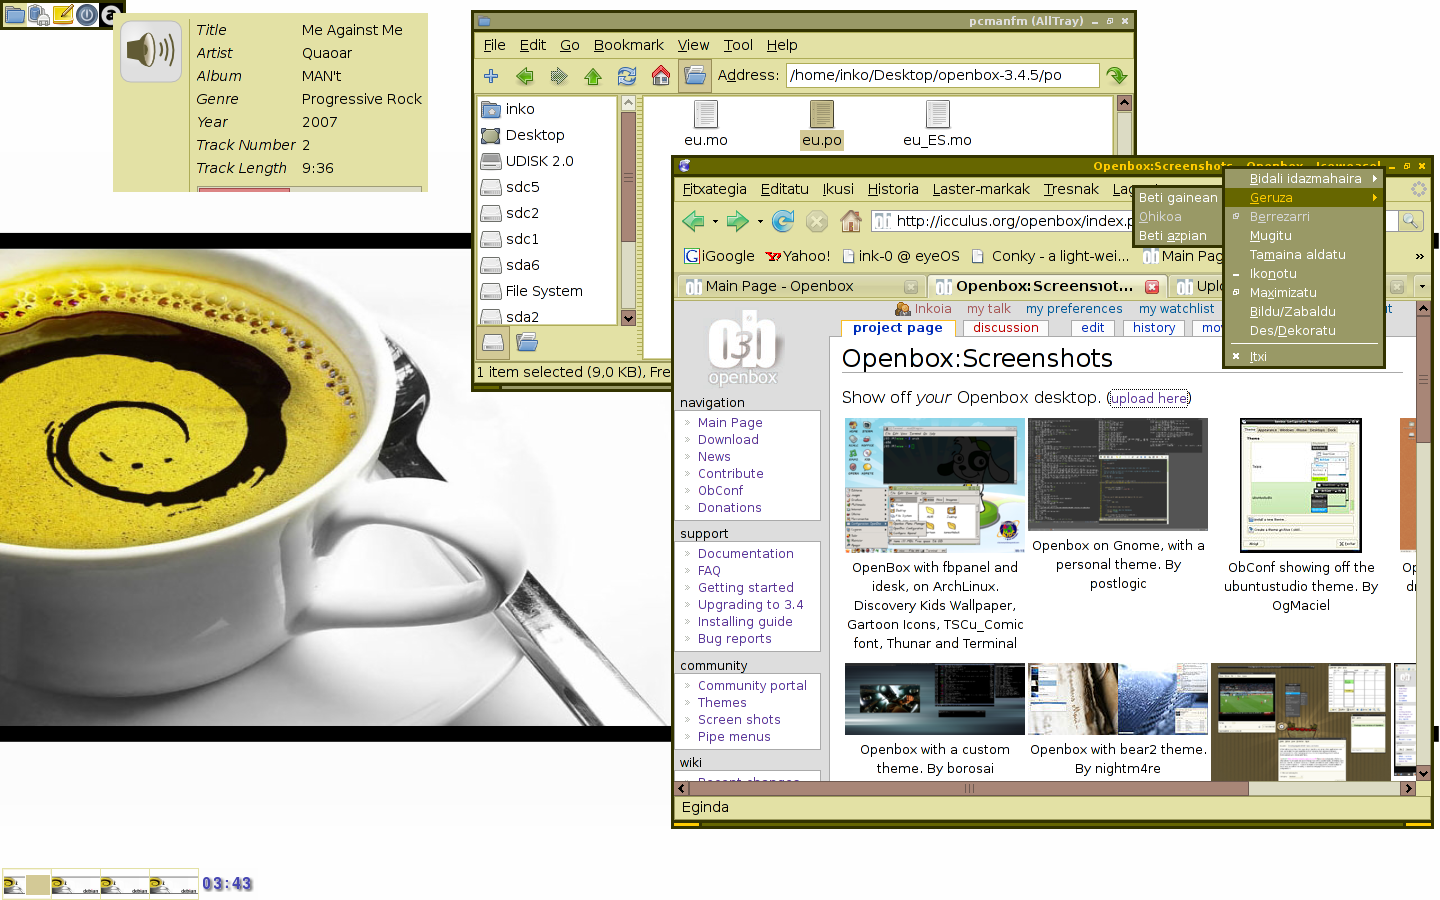 Title Me Against Me
Artist Quaoar
Album MAN't
Genre Progressive Rock
Year 2007
Track Number 2
Track Length 9:36
pcmanfm (AllTray)
File Edit Go Bookmark View Tool Help
Address: /home/inko/Desktop/openbox-3.4.5/po
inko
Desktop
UDISK 2.0
sdc5
sdc2
sdc1
sda6
File System
sda2
eu.mo eu.po eu_ES.mo
1 item selected (9,0 KB), Fre
Openbox:Screenshots - Openbox - Iceweasel
Fitxategia Editatu Ikusi Historia Laster-markak Tresnak Lag
http://icculus.org/openbox/index.p
iGoogle Yahoo! ink-0 @ eyeOS Conky - a light-wei... Main Pag
»
Main Page - Openbox Openbox:Screenshot... Uplo
Bidali idazmahaira
Geruza
Berrezarri
Mugitu
Tamaina aldatu
Ikonotu
Maximizatu
Bildu/Zabaldu
Des/Dekoratu
Itxi
Beti gainean
Ohikoa
Beti azpian
Inkoia my talk my preferences my watchlist ut
project page discussion edit history mov
openbox
navigation
» Main Page
» Download
» News
» Contribute
» ObConf
» Donations
support
» Documentation
» FAQ
» Getting started
» Upgrading to 3.4
» Installing guide
» Bug reports
community
» Community portal
» Themes
» Screen shots
» Pipe menus
wiki
» Recent changes
Openbox:Screenshots
Show off your Openbox desktop. (upload here)
OpenBox with fbpanel and
idesk, on ArchLinux.
Discovery Kids Wallpaper,
Gartoon Icons, TSCu_Comic
font, Thunar and Terminal
Openbox on Gnome, with a
personal theme. By
postlogic
ObConf showing off the
ubuntustudio theme. By
OgMaciel
Openbox with a custom
theme. By borosai
Openbox with bear2 theme.
By nightm4re
Eginda
debian debian debian
03:43